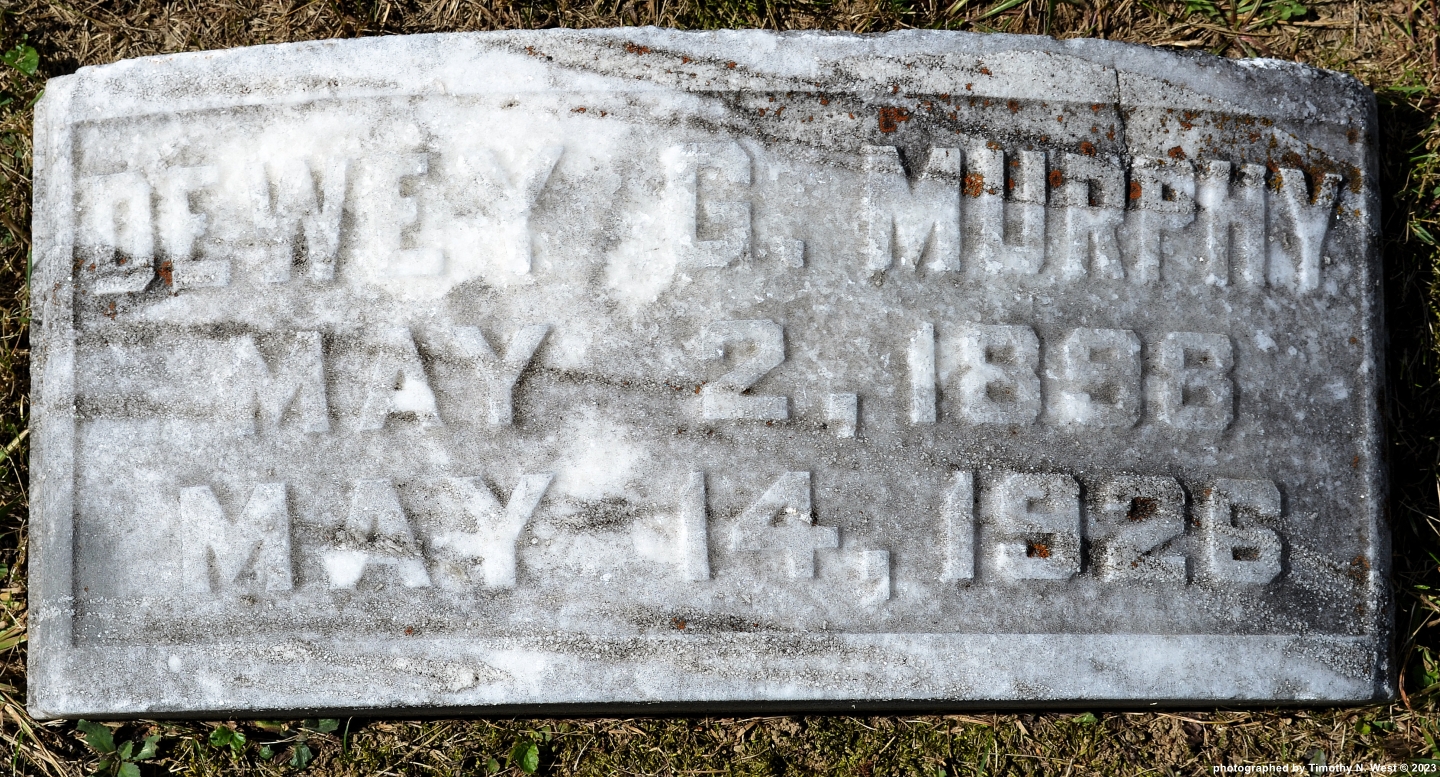 DEWEY C. MURPHY
MAY 2, 1898
MAY 14, 1926
photographed by Timothy N. West © 2023